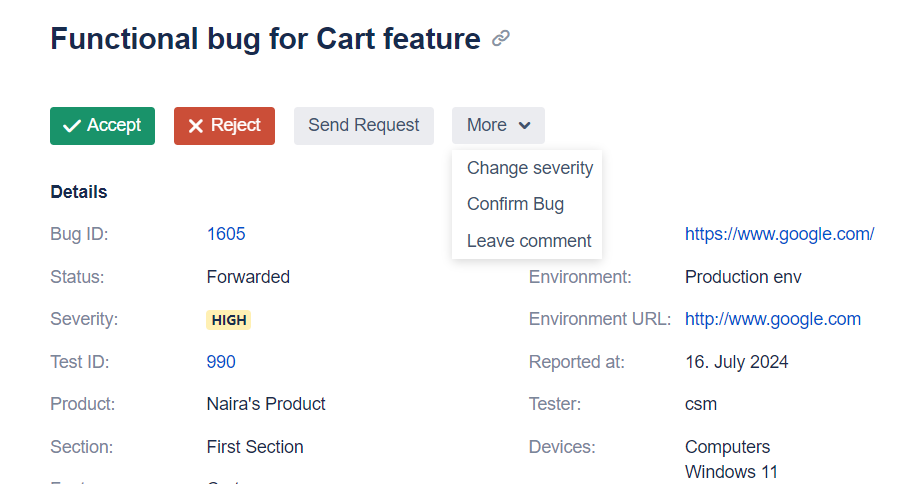 Functional bug for Cart feature
Accept
Reject
Send Request
More
Change severity
Confirm Bug
Leave comment
Details
Bug ID: 1605
https://www.google.com/
Status: Forwarded
Environment: Production env
Severity: HIGH
Environment URL: http://www.google.com
Test ID: 990
Reported at: 16. July 2024
Product: Naira's Product
Tester: csm
Section: First Section
Devices: Computers
Windows 11